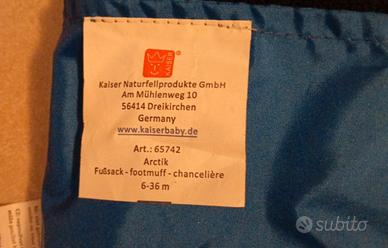 KAISER
Kaiser Naturfellprodukte GmbH
Am Mühlenweg 10
56414 Dreikirchen
Germany
www.kaiserbaby.de
Art.: 65742
Arctik
Fußsack - footmuff - chancelière
6-36 m
subito